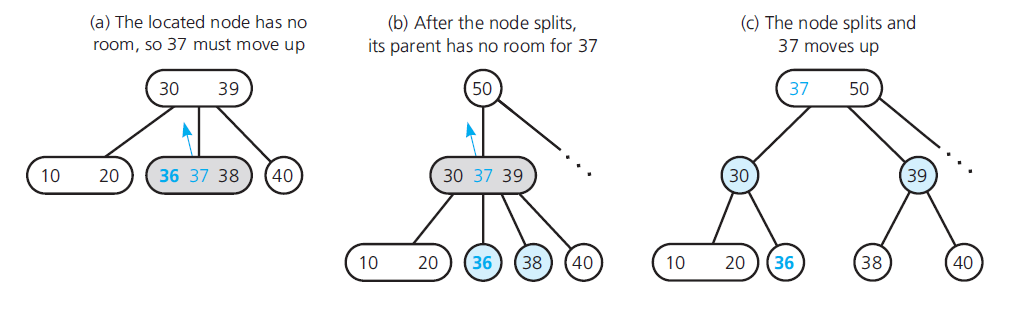 (a) The located node has no
room, so 37 must move up
30 39
10 20
36 37 38
40
(b) After the node splits,
its parent has no room for 37
50
30 37 39
10 20
36
38
40
(c) The node splits and
37 moves up
37 50
30
39
10 20
36
38
40